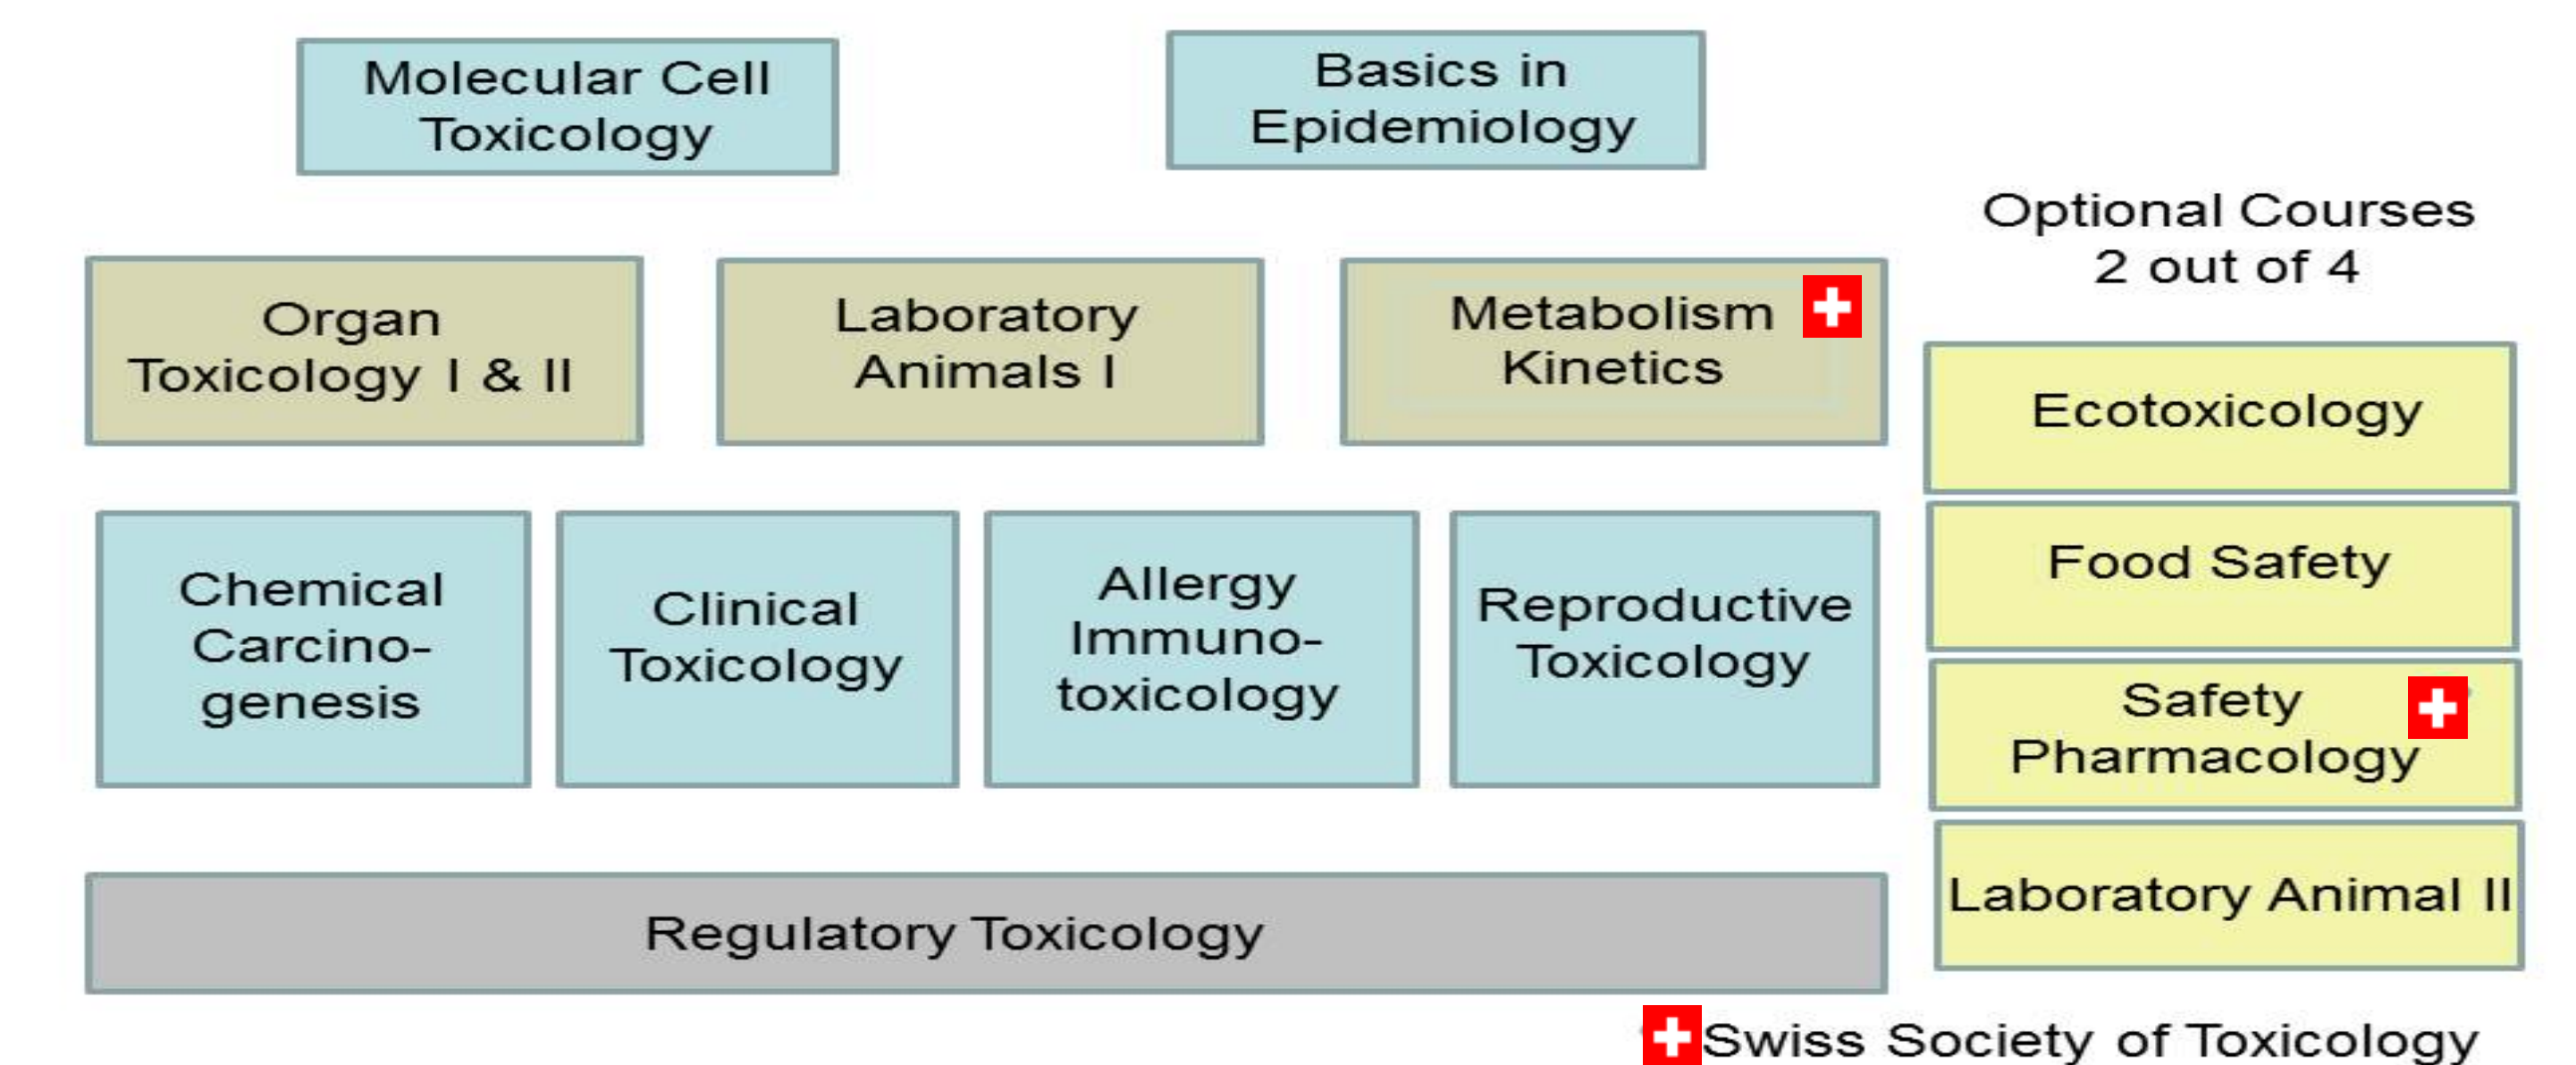 Molecular Cell
Toxicology
Basics in
Epidemiology
Optional Courses
2 out of 4
Organ
Toxicology I & II
Laboratory
Animals I
Metabolism
Kinetics
Ecotoxicology
Food Safety
Safety
Pharmacology
Laboratory Animal II
Chemical
Carcino-
genesis
Clinical
Toxicology
Allergy
Immuno-
toxicology
Reproductive
Toxicology
Regulatory Toxicology
Swiss Society of Toxicology